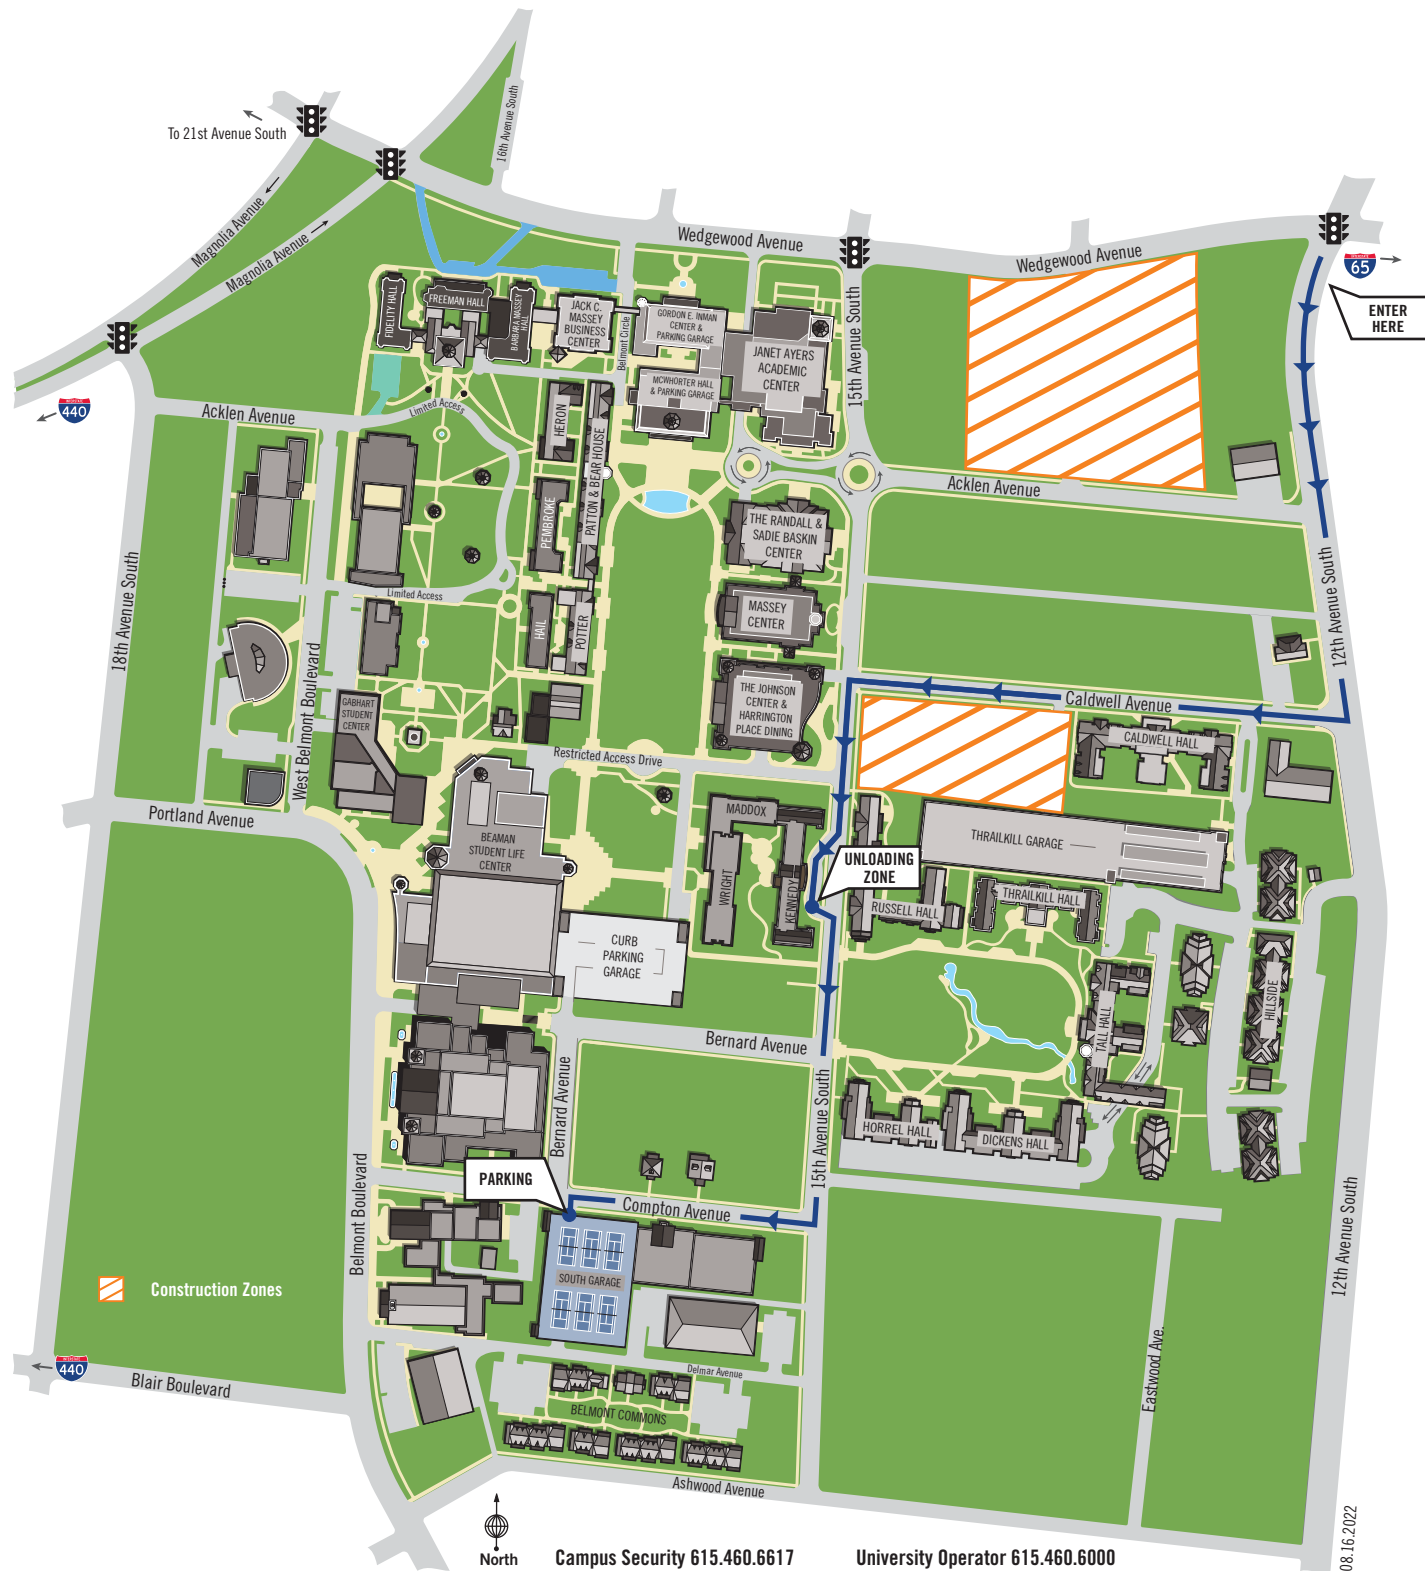 16th Avenue South
To 21st Avenue South
Magnolia Avenue
Magnolia Avenue
Wedgewood Avenue
Wedgewood Avenue
INTERSTATE
65
ENTER
HERE
FIDELITY HALL
FREEMAN HALL
BARBARA MASSEY
HALL
JACK C.
MASSEY
BUSINESS
CENTER
Belmont Circle
GORDON E. INMAN
CENTER &
PARKING GARAGE
JANET AYERS
ACADEMIC
CENTER
MCWHORTER HALL
& PARKING GARAGE
15th Avenue South
INTERSTATE
440
Acklen Avenue
Limited Access
HERON
PATTON & BEAR HOUSE
PEMBROKE
Acklen Avenue
THE RANDALL &
SADIE BASKIN
CENTER
18th Avenue South
12th Avenue South
Limited Access
HAIL
POTTER
MASSEY
CENTER
West Belmont Boulevard
GABHART
STUDENT
CENTER
THE JOHNSON
CENTER &
HARRINGTON
PLACE DINING
Caldwell Avenue
CALDWELL HALL
Restricted Access Drive
Portland Avenue
BEAMAN
STUDENT LIFE
CENTER
MADDOX
WRIGHT
KENNEDY
UNLOADING
ZONE
THRAILKILL GARAGE
RUSSELL HALL
THRAILKILL HALL
CURB
PARKING
GARAGE
HILLSIDE
TALL HALL
Bernard Avenue
Bernard Avenue
15th Avenue South
HORREL HALL
DICKENS HALL
PARKING
Belmont Boulevard
Compton Avenue
12th Avenue South
SOUTH GARAGE
Construction Zones
Eastwood Ave.
INTERSTATE
440
Blair Boulevard
Delmar Avenue
BELMONT COMMONS
Ashwood Avenue
North
Campus Security 615.460.6617
University Operator 615.460.6000
08.16.2022